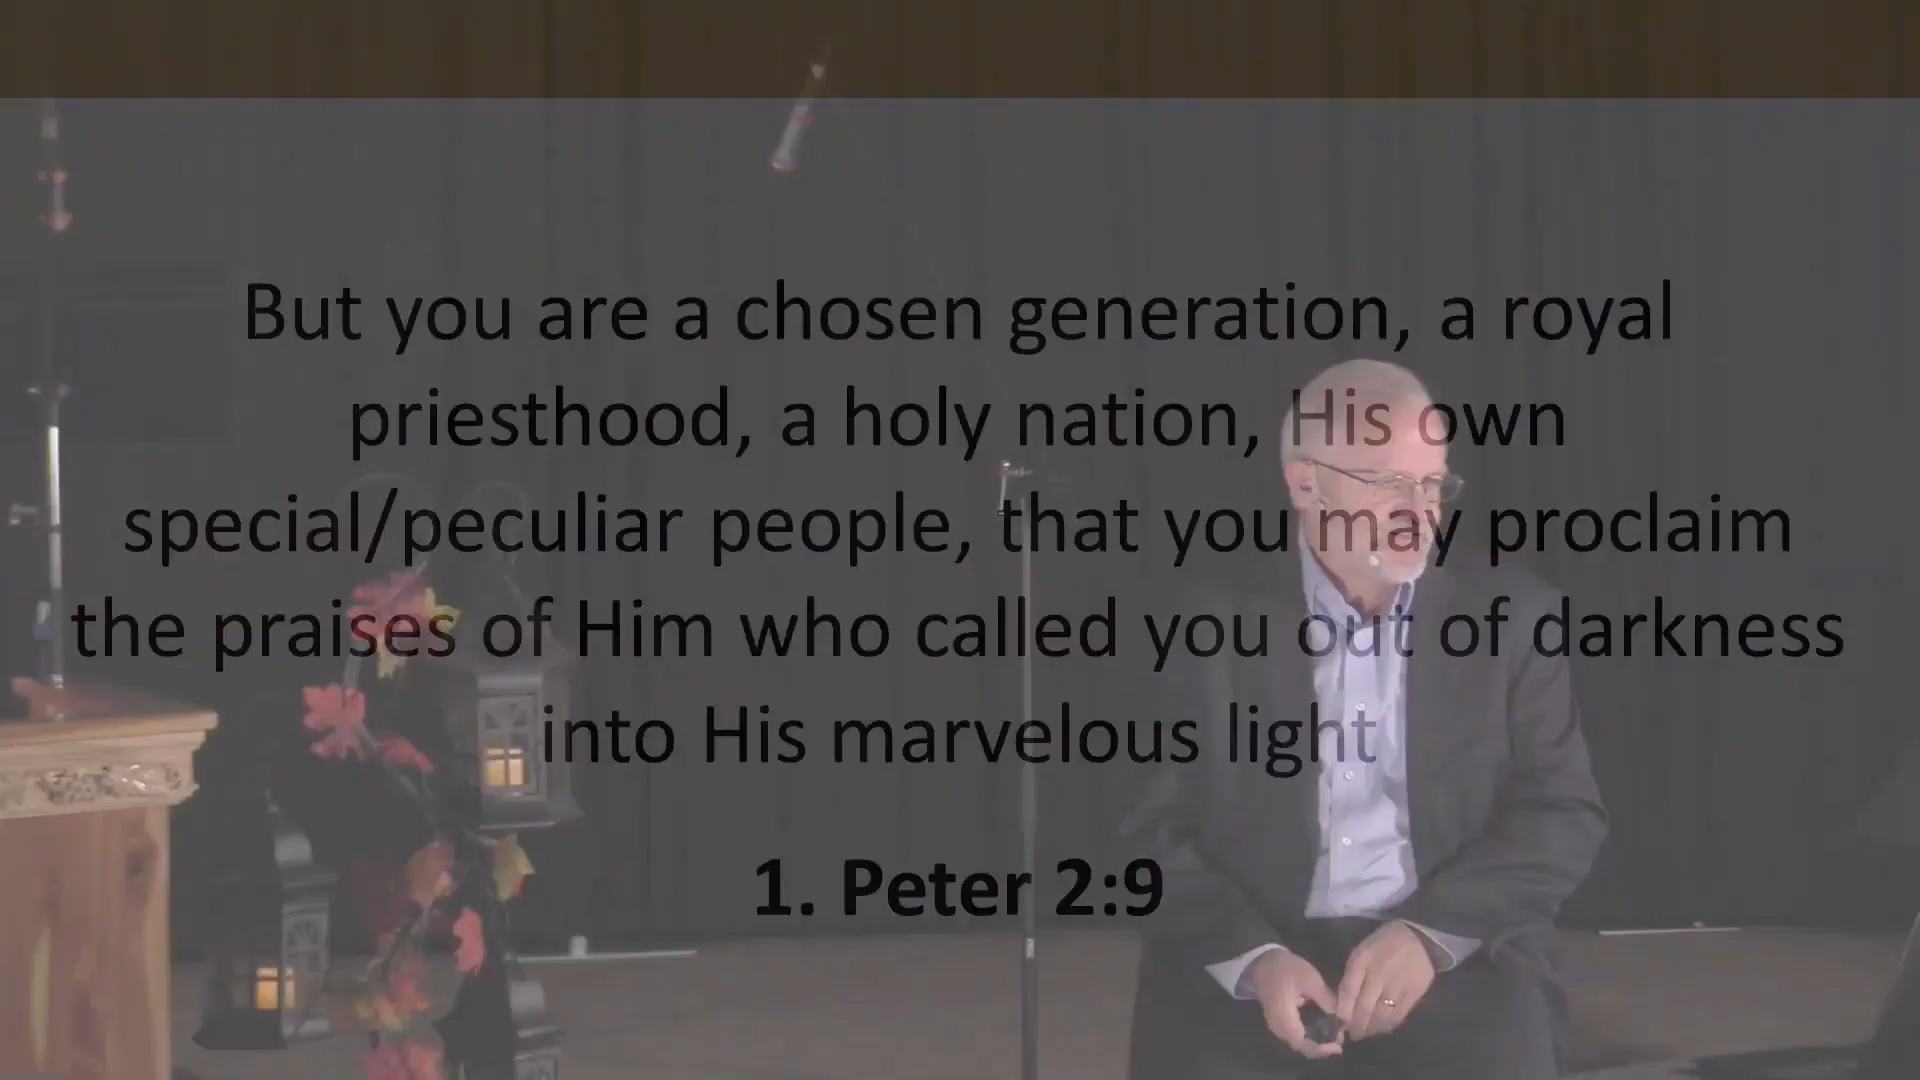 But you are a chosen generation, a royal
priesthood, a holy nation, His own
special/peculiar people, that you may proclaim
the praises of Him who called you out of darkness
into His marvelous light
1. Peter 2:9